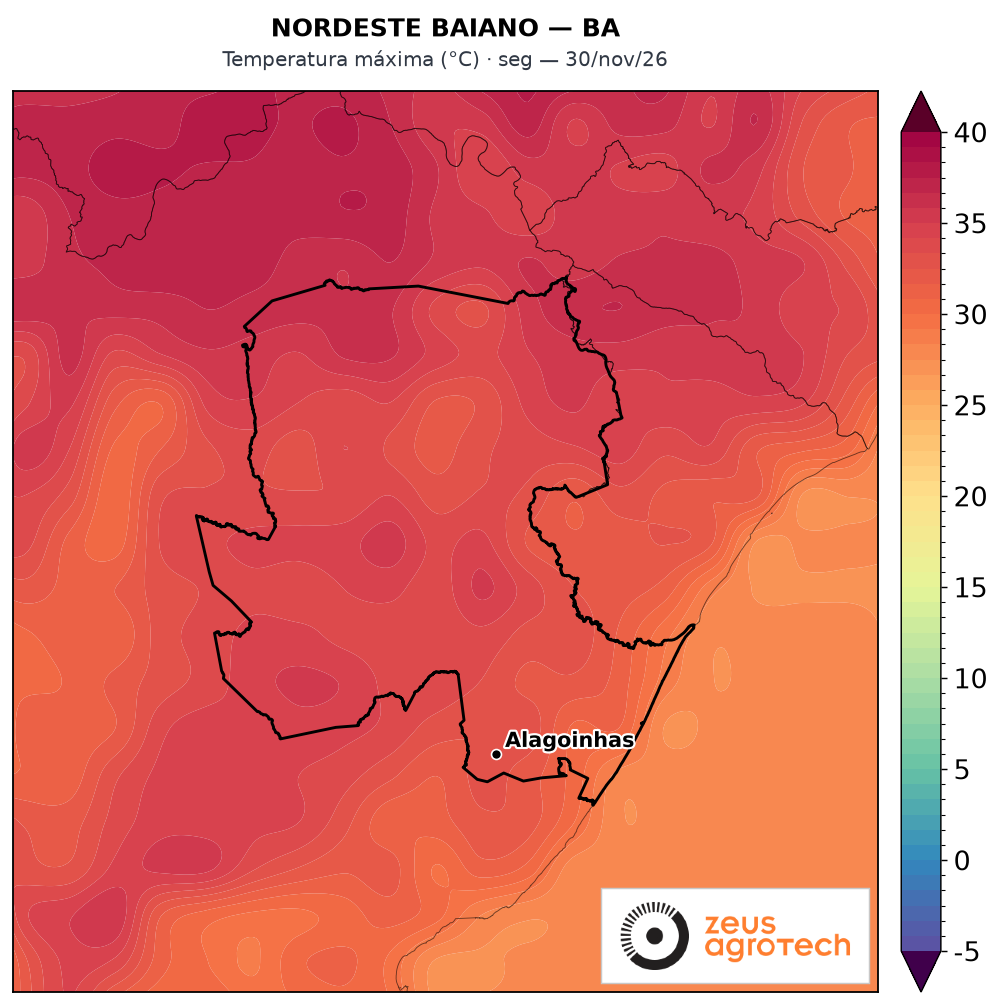 NORDESTE BAIANO — BA
Temperatura máxima (°C) · seg — 30/nov/26
40
35
30
25
20
15
10
5
0
-5
Alagoinhas
zeus
agrotech